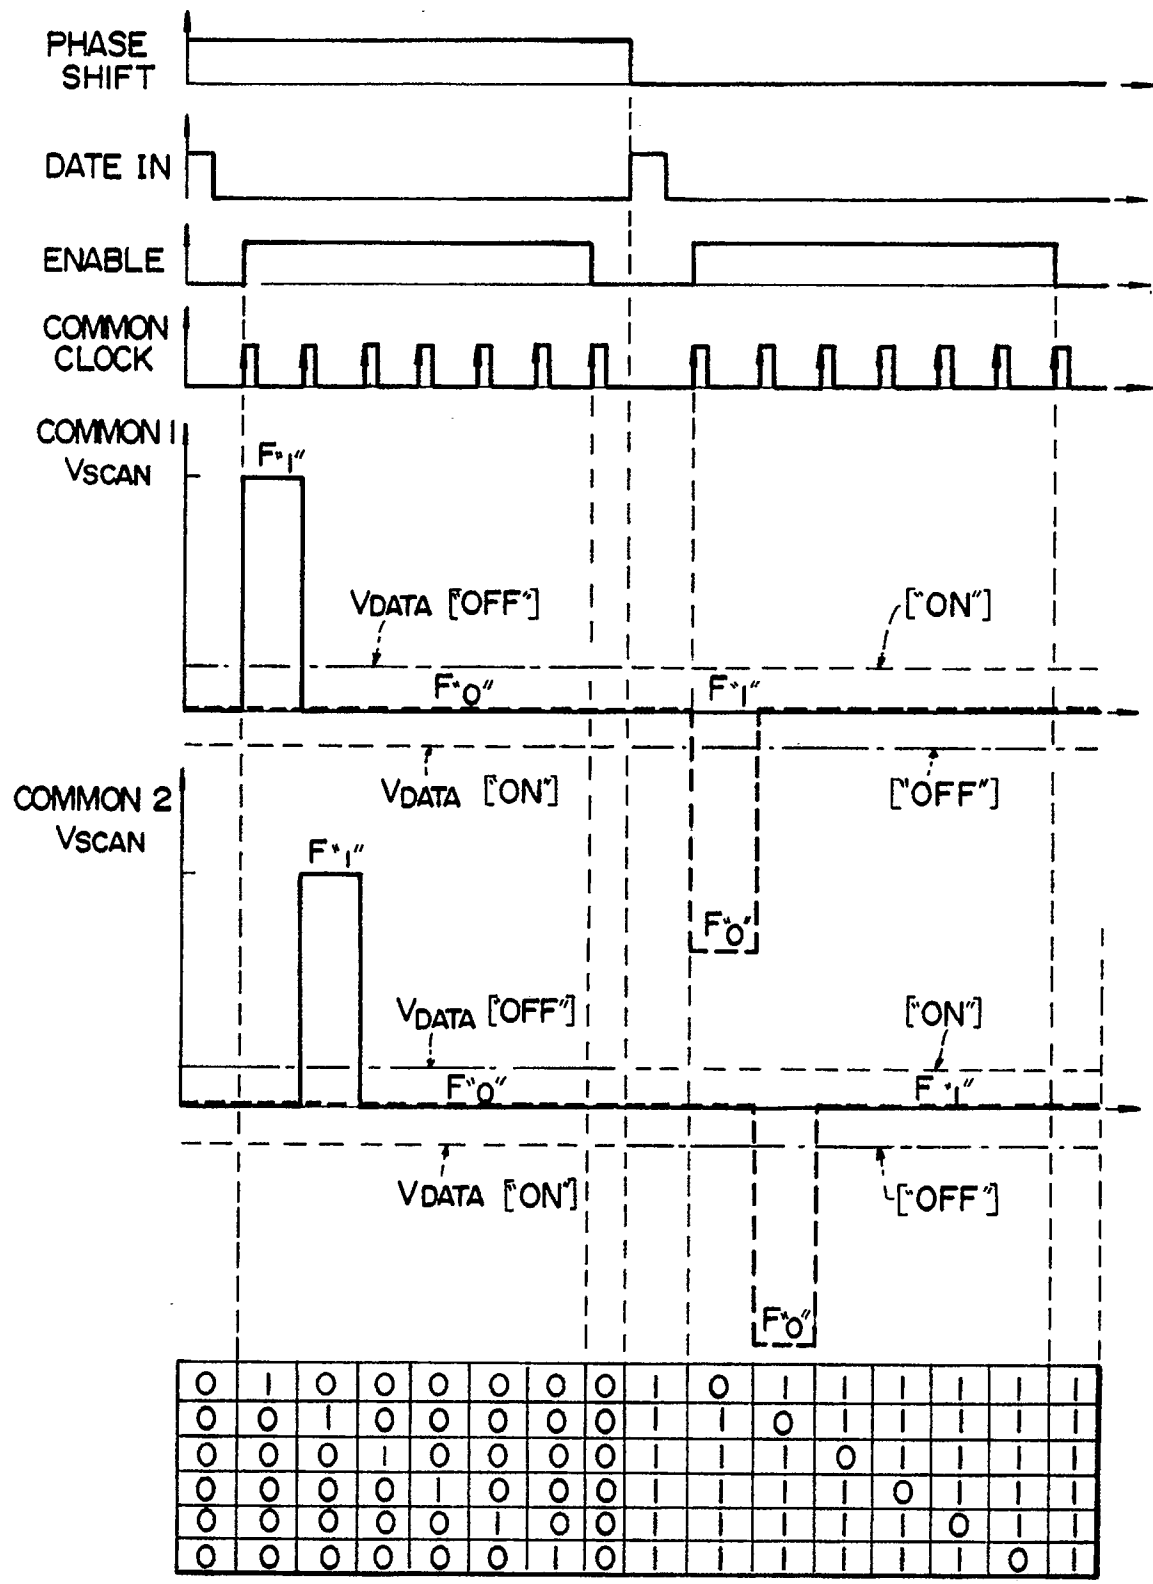 PHASE
SHIFT
DATE IN
ENABLE
COMMON
CLOCK
COMMON 1
VSCAN
F"1"
VDATA ["OFF"]
["ON"]
F"0"
F"1"
VDATA ["ON"]
["OFF"]
COMMON 2
VSCAN
F"1"
F"0"
VDATA ["OFF"]
["ON"]
F"0"
F"1"
VDATA ["ON"]
["OFF"]
F"0"
0 1 0 0 0 0 0 0 1 0 1 1 1 1 1 1
0 0 1 0 0 0 0 0 1 1 0 1 1 1 1 1
0 0 0 1 0 0 0 0 1 1 1 0 1 1 1 1
0 0 0 0 1 0 0 0 1 1 1 1 0 1 1 1
0 0 0 0 0 1 0 0 1 1 1 1 1 0 1 1
0 0 0 0 0 0 1 0 1 1 1 1 1 1 0 1